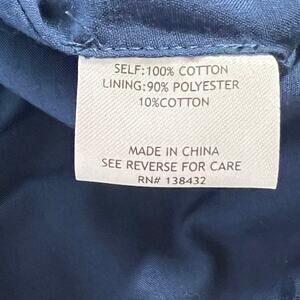 SELF:100% COTTON
LINING:90% POLYESTER
10%COTTON
MADE IN CHINA
SEE REVERSE FOR CARE
RN# 138432